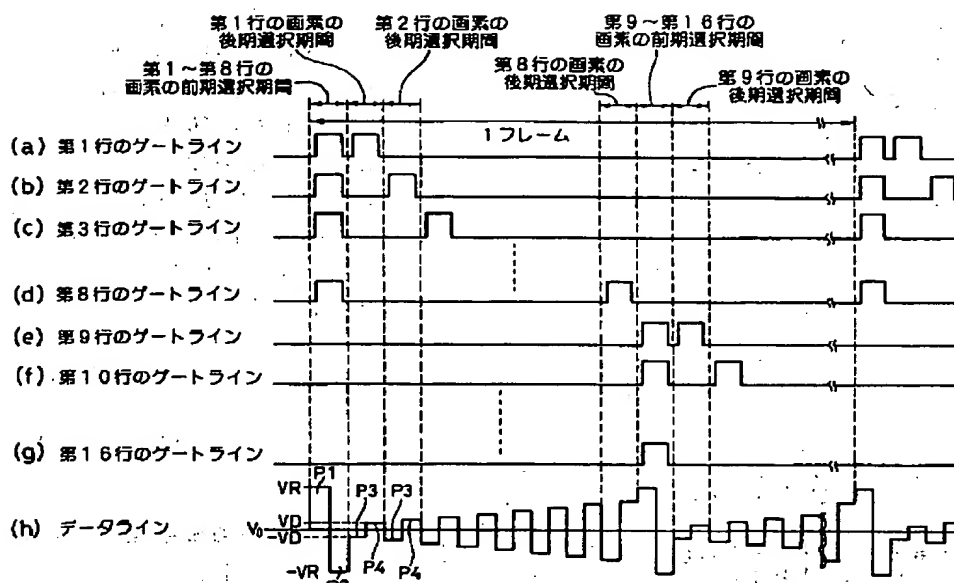 第1行の画素の
後期選択期間
第2行の画素の
後期選択期間
第9～第16行の
画素の前期選択期間
第1～第8行の
画素の前期選択期間
第8行の画素の
後期選択期間
第9行の画素の
後期選択期間
1フレーム
(a) 第1行のゲートライン
(b) 第2行のゲートライン
(c) 第3行のゲートライン
(d) 第8行のゲートライン
(e) 第9行のゲートライン
(f) 第10行のゲートライン
(g) 第16行のゲートライン
VR P1
P3 P3
VD
(h) データライン V0
-VD
P4 P4
-VR